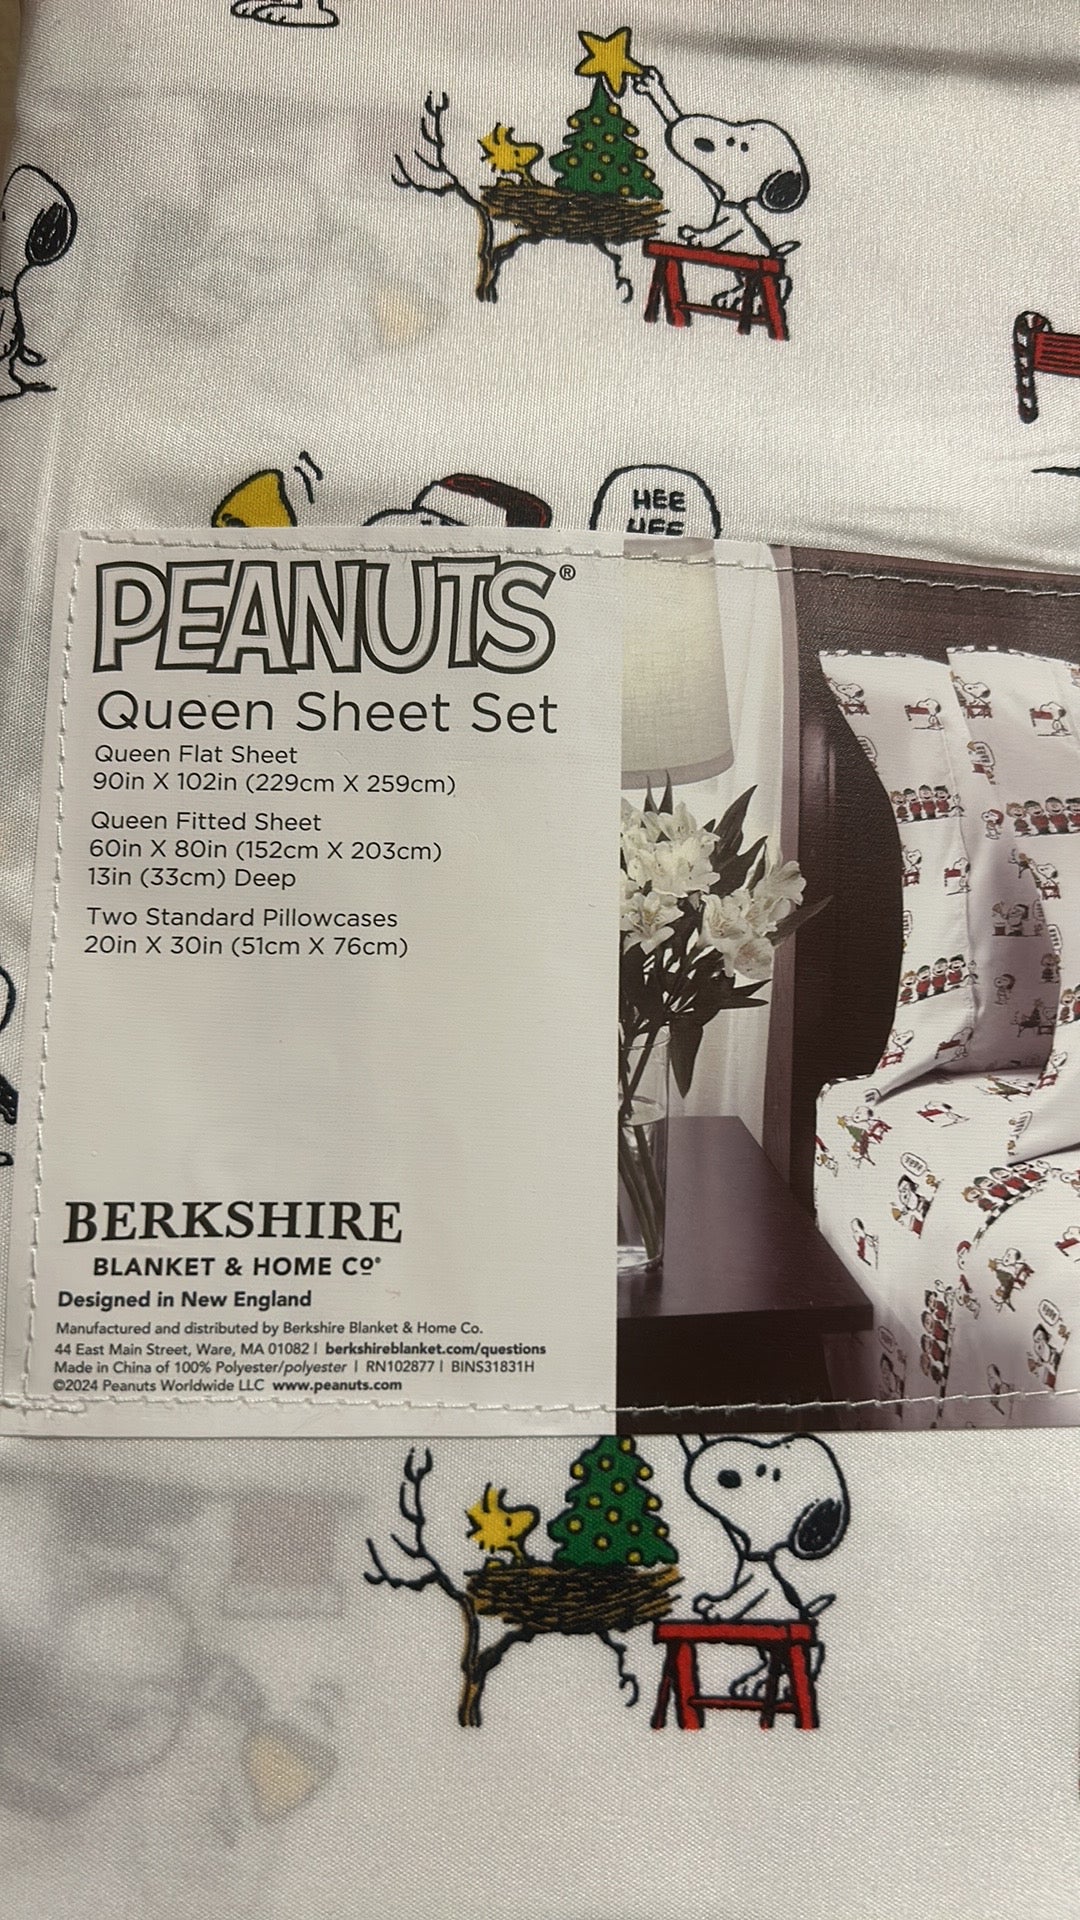 HEE
HEE
PEANUTS®
Queen Sheet Set
Queen Flat Sheet
90in X 102in (229cm X 259cm)
Queen Fitted Sheet
60in X 80in (152cm X 203cm)
13in (33cm) Deep
Two Standard Pillowcases
20in X 30in (51cm X 76cm)
BERKSHIRE
BLANKET & HOME Cº®
Designed in New England
Manufactured and distributed by Berkshire Blanket & Home Co.
44 East Main Street, Ware, MA 01082 | berkshireblanket.com/questions
Made in China of 100% Polyester/polyester | RN102877 | BINS31831H
©2024 Peanuts Worldwide LLC www.peanuts.com